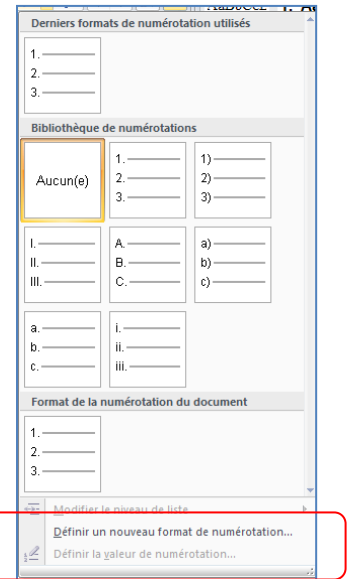 Derniers formats de numérotation utilisés
1.
2.
3.
Bibliothèque de numérotations
Aucun(e)
1.
2.
3.
1)
2)
3)
I.
II.
III.
A.
B.
C.
a)
b)
c)
a.
b.
c.
i.
ii.
iii.
Format de la numérotation du document
1.
2.
3.
Modifier le niveau de liste
Définir un nouveau format de numérotation...
Définir la valeur de numérotation...